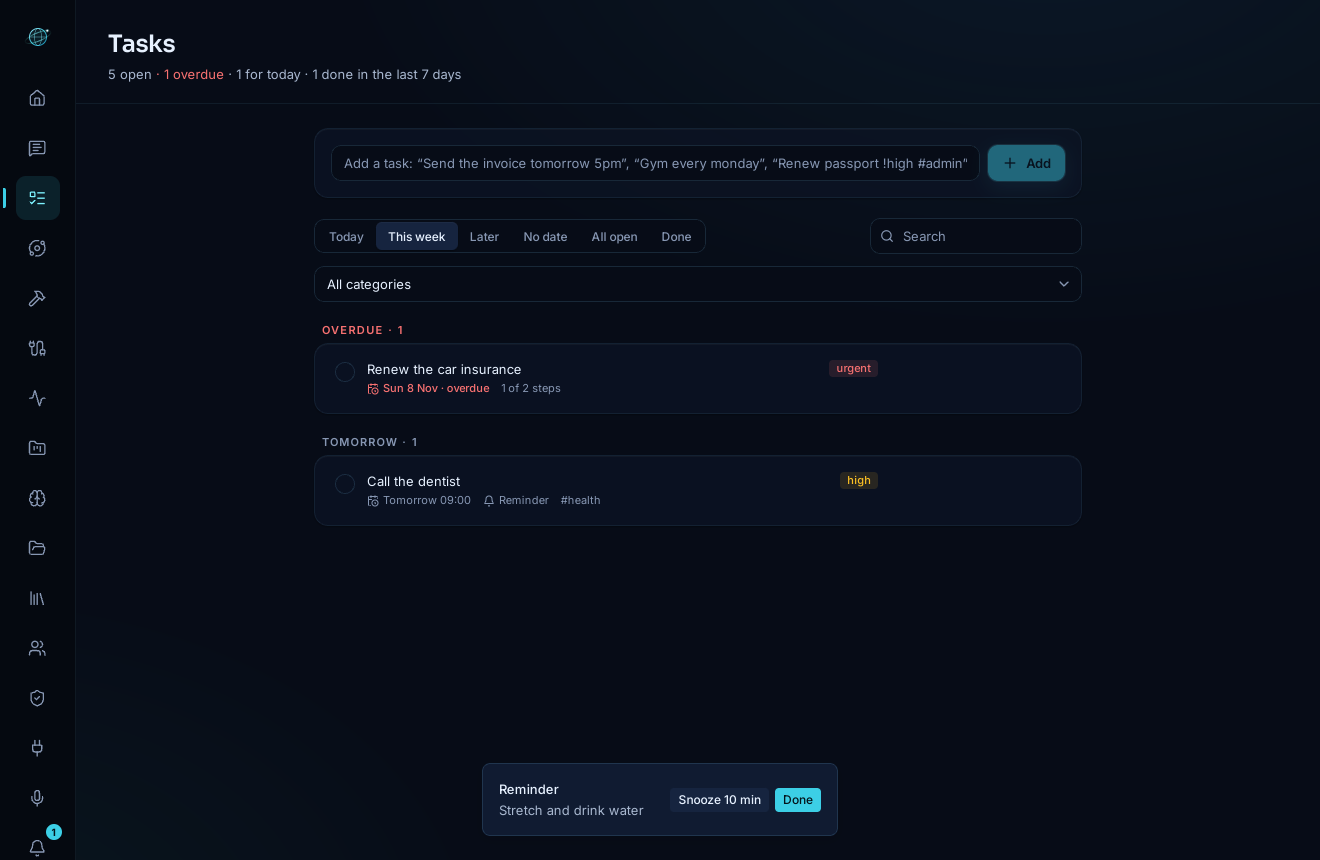 Tasks
5 open · 1 overdue · 1 for today · 1 done in the last 7 days
Add a task: “Send the invoice tomorrow 5pm”, “Gym every monday”, “Renew passport !high #admin”
Add
Today This week Later No date All open Done
Search
All categories
OVERDUE · 1
Renew the car insurance
urgent
Sun 8 Nov · overdue 1 of 2 steps
TOMORROW · 1
Call the dentist
high
Tomorrow 09:00 Reminder #health
Reminder
Stretch and drink water
Snooze 10 min Done
1